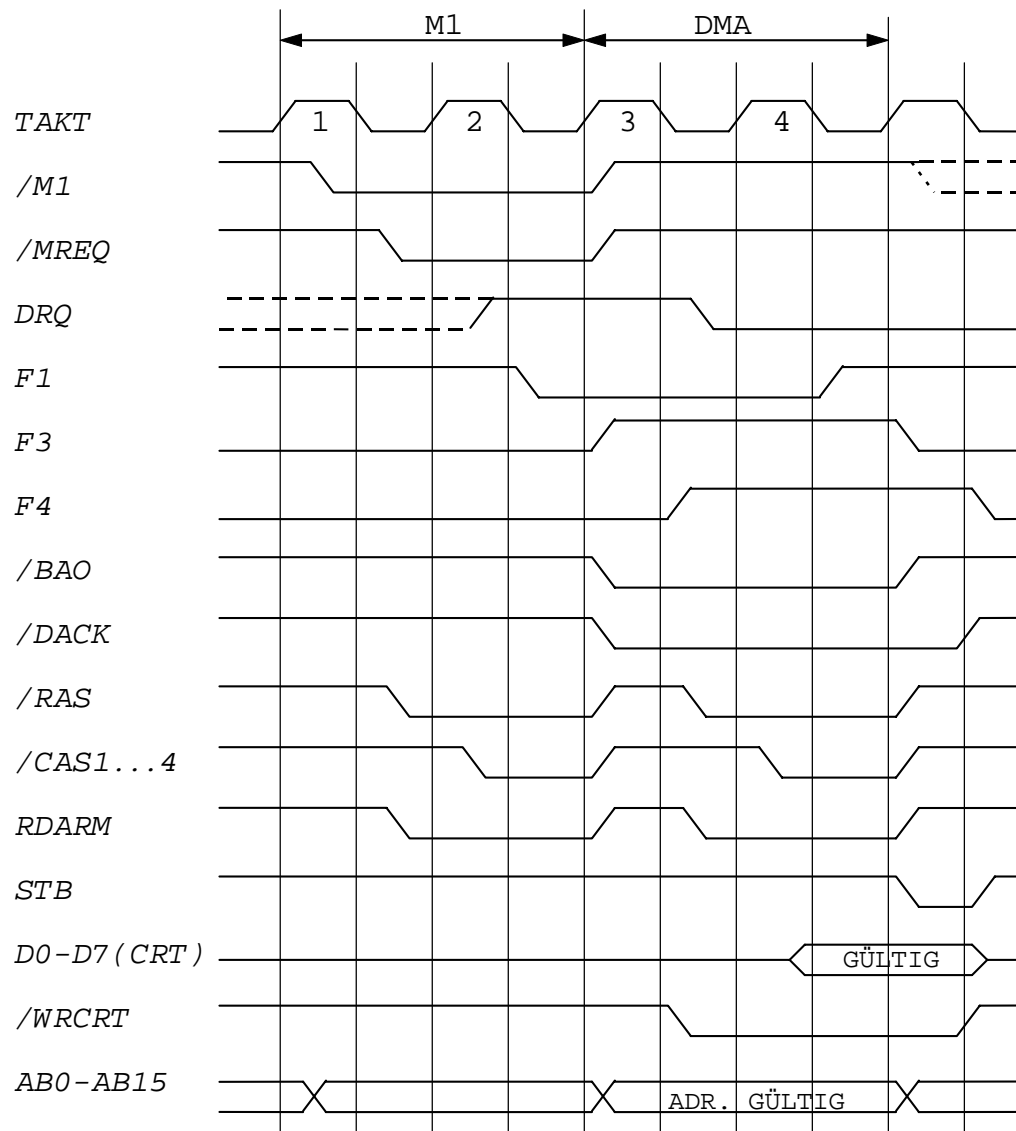 M1 DMA
TAKT 1 2 3 4
/M1
/MREQ
DRQ
F1
F3
F4
/BAO
/DACK
/RAS
/CAS1...4
RDARM
STB
D0-D7(CRT) GÜLTIG
/WRCRT
AB0-AB15 ADR. GÜLTIG